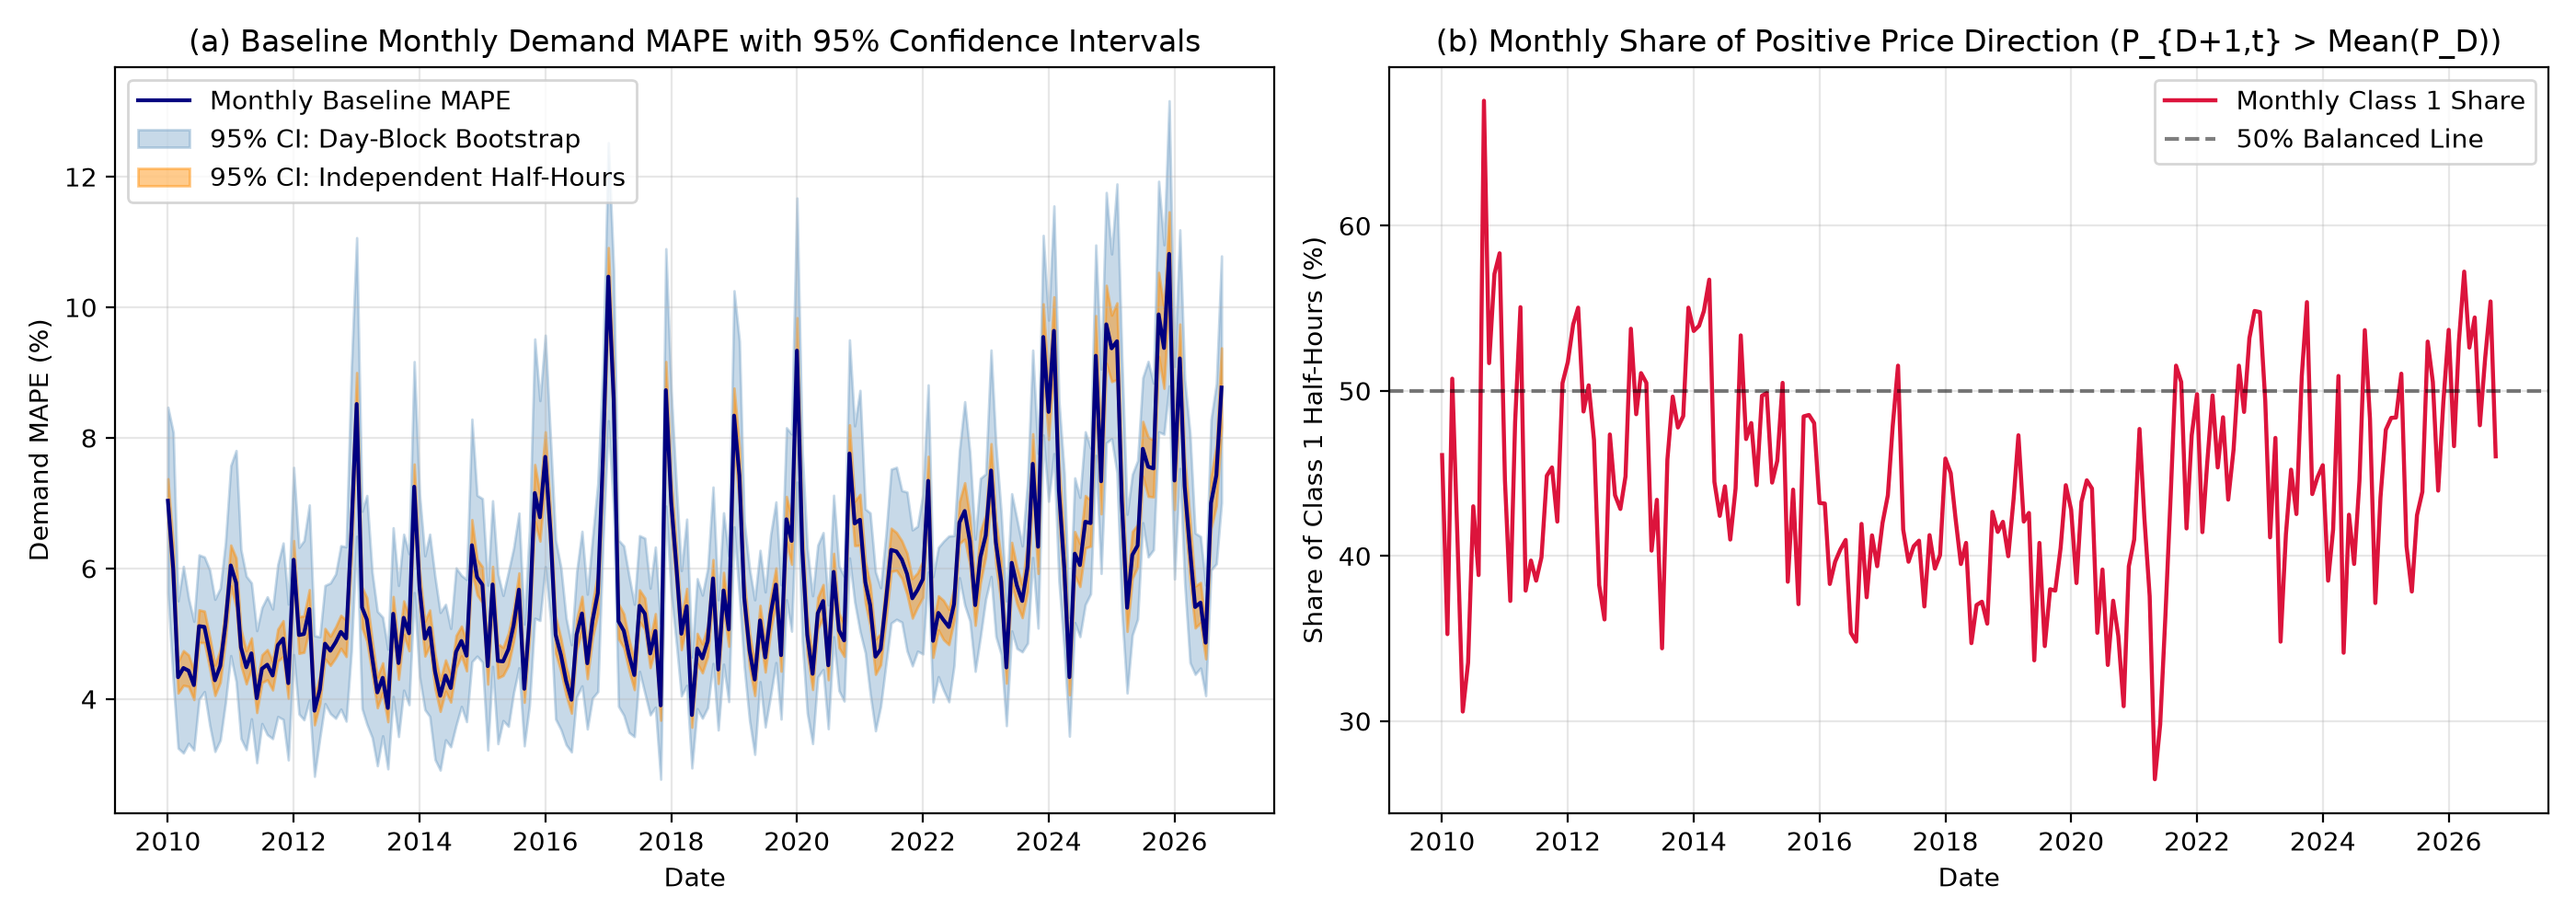 (a) Baseline Monthly Demand MAPE with 95% Confidence Intervals
Monthly Baseline MAPE
95% CI: Day-Block Bootstrap
95% CI: Independent Half-Hours
Demand MAPE (%)
12
10
8
6
4
2010 2012 2014 2016 2018 2020 2022 2024 2026
Date
(b) Monthly Share of Positive Price Direction (P_{D+1,t} > Mean(P_D))
Monthly Class 1 Share
50% Balanced Line
Share of Class 1 Half-Hours (%)
60
50
40
30
2010 2012 2014 2016 2018 2020 2022 2024 2026
Date